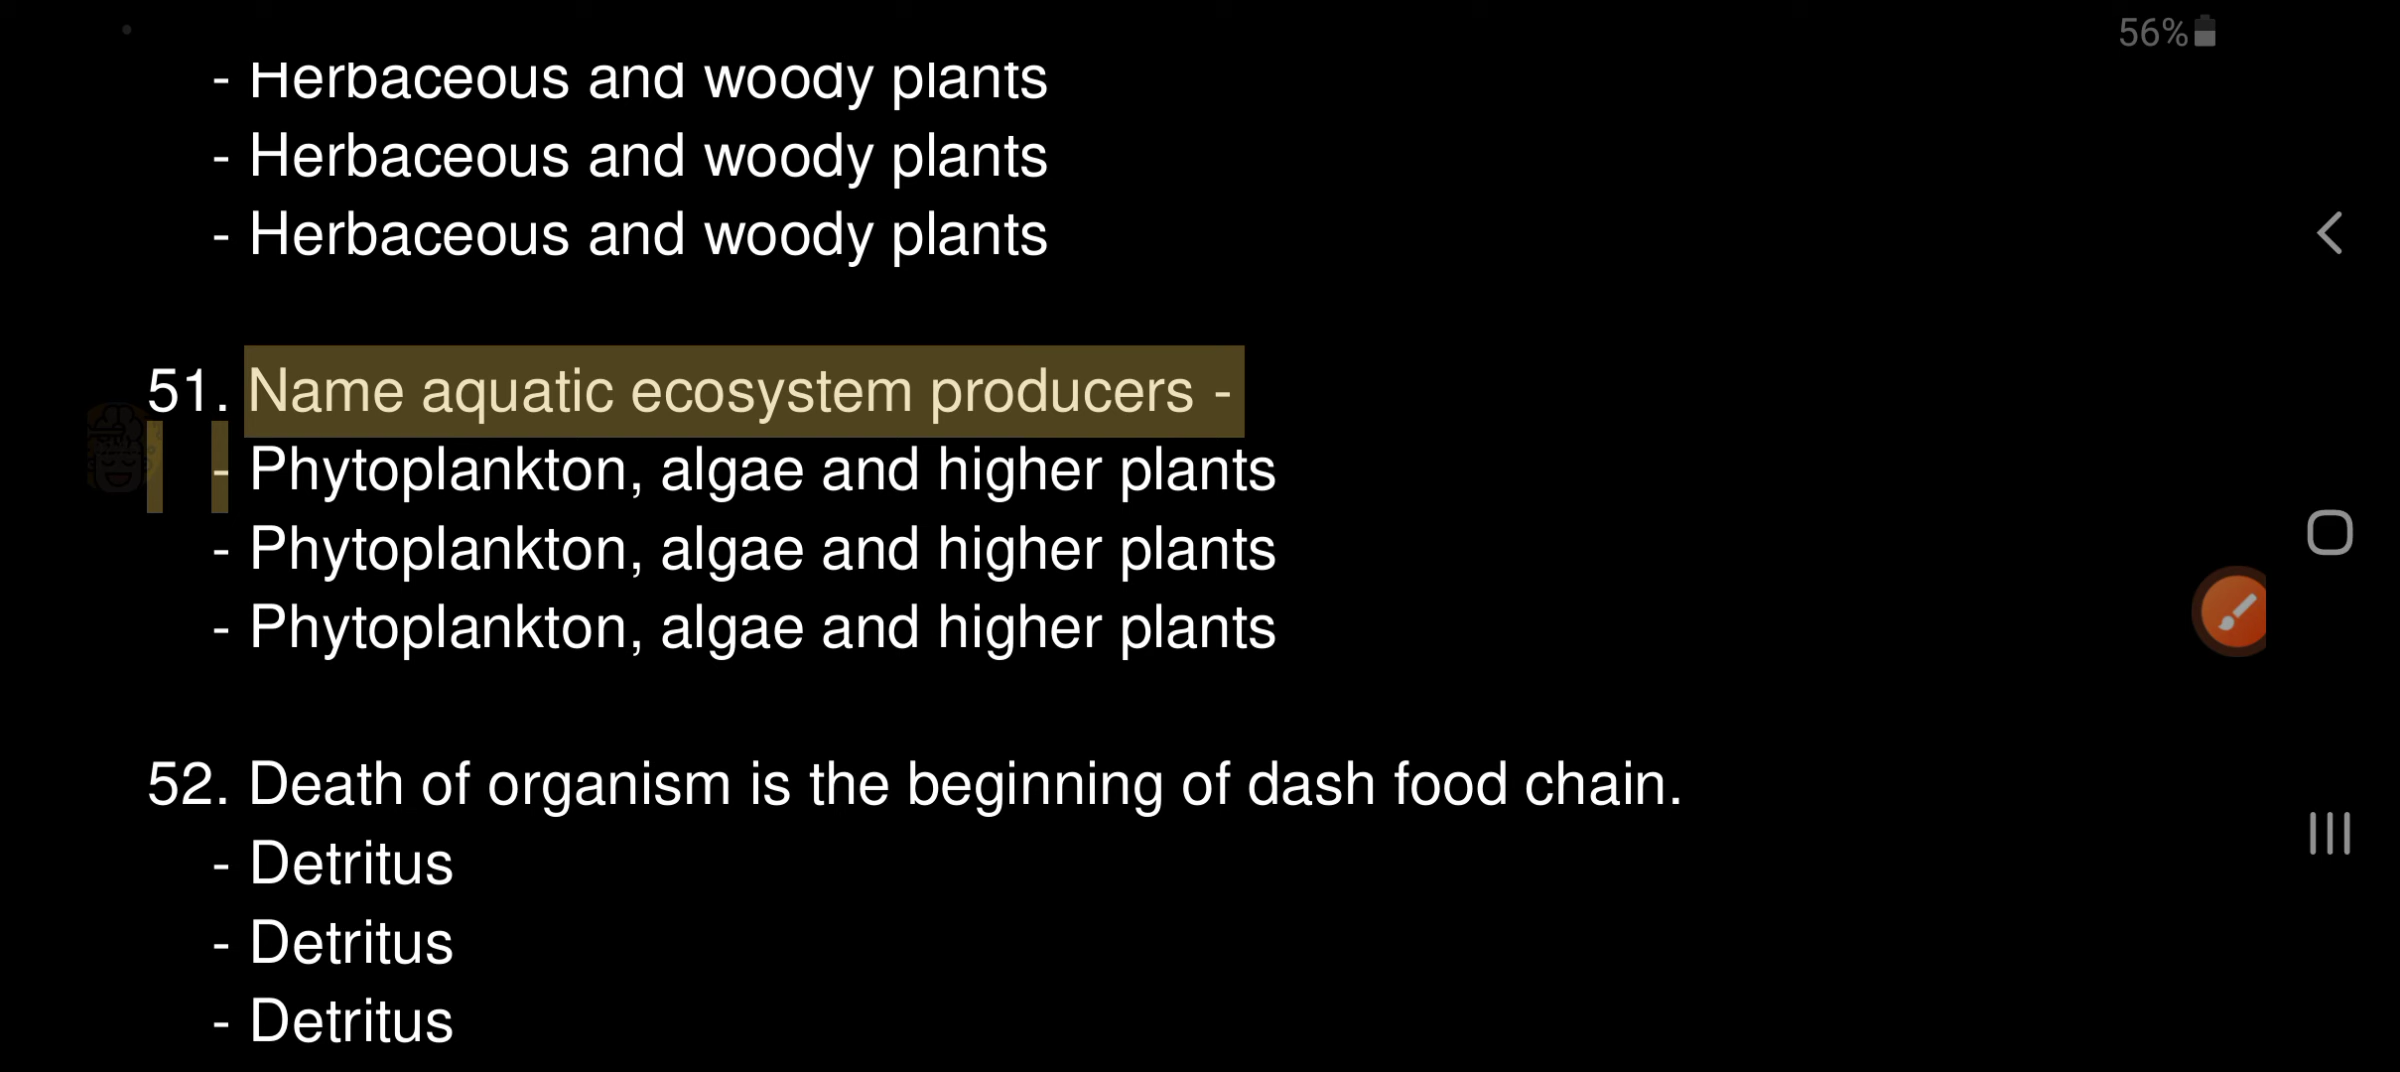 56%
- Herbaceous and woody plants
- Herbaceous and woody plants
- Herbaceous and woody plants
51. Name aquatic ecosystem producers -
- Phytoplankton, algae and higher plants
- Phytoplankton, algae and higher plants
- Phytoplankton, algae and higher plants
52. Death of organism is the beginning of dash food chain.
- Detritus
- Detritus
- Detritus